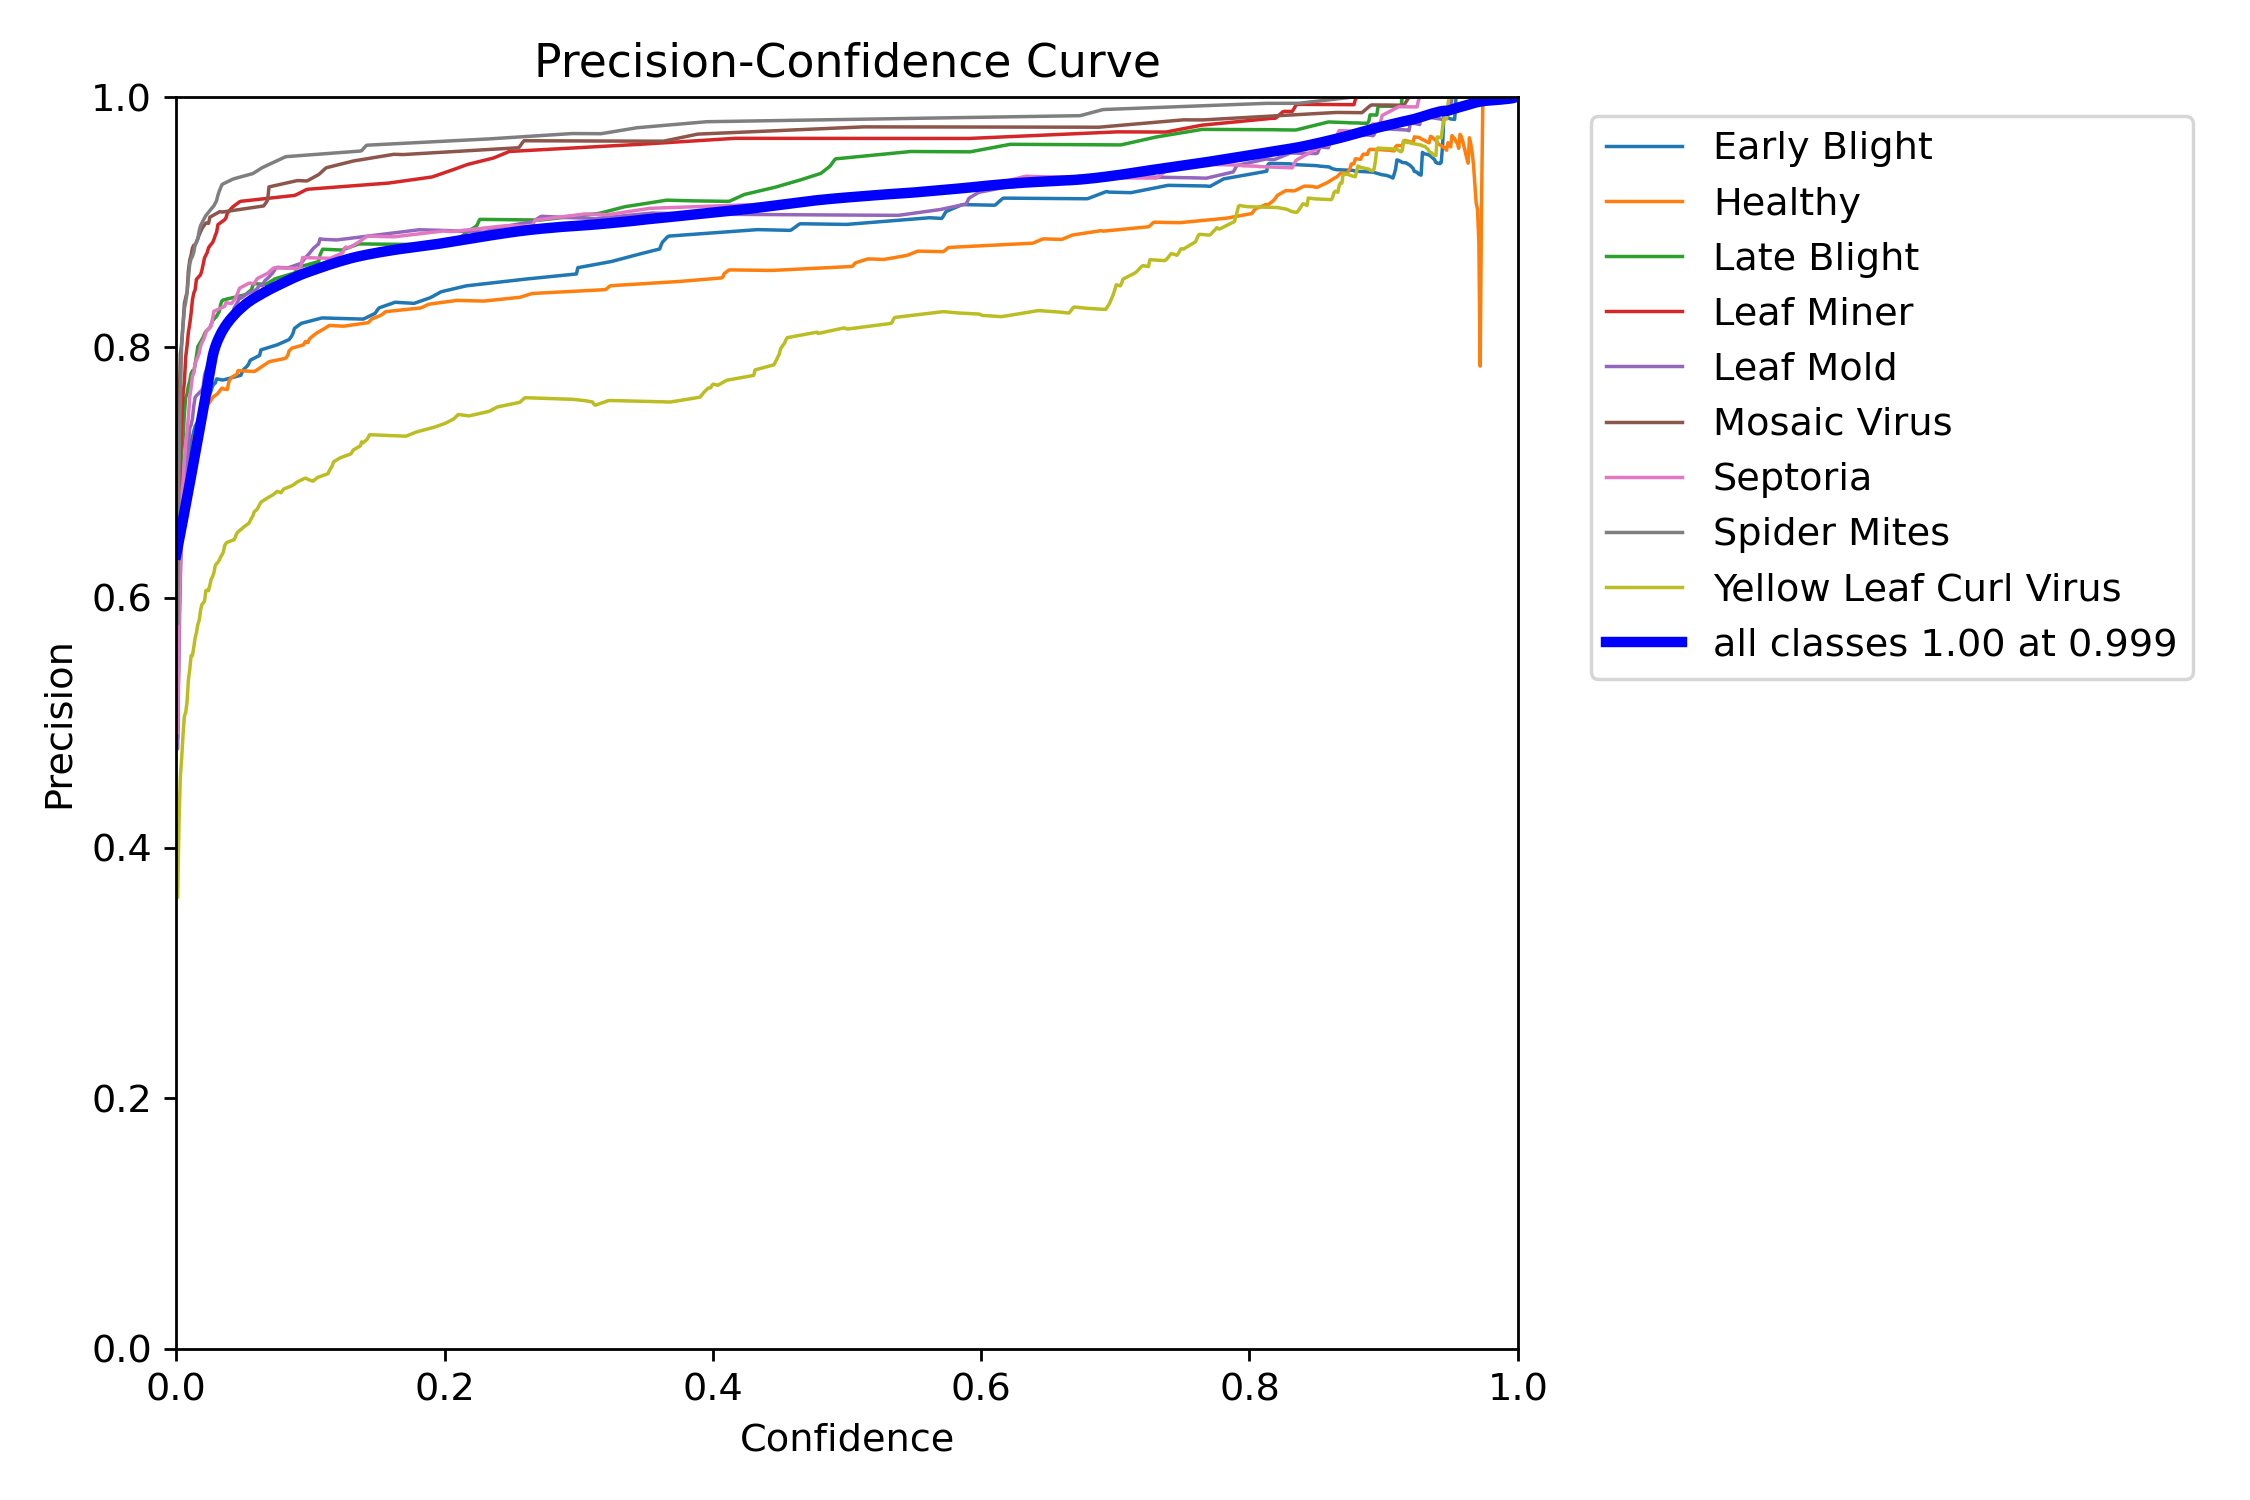 Precision-Confidence Curve
1.0
0.8
0.6
0.4
0.2
0.0
Precision
0.0 0.2 0.4 0.6 0.8 1.0
Confidence
Early Blight
Healthy
Late Blight
Leaf Miner
Leaf Mold
Mosaic Virus
Septoria
Spider Mites
Yellow Leaf Curl Virus
all classes 1.00 at 0.999